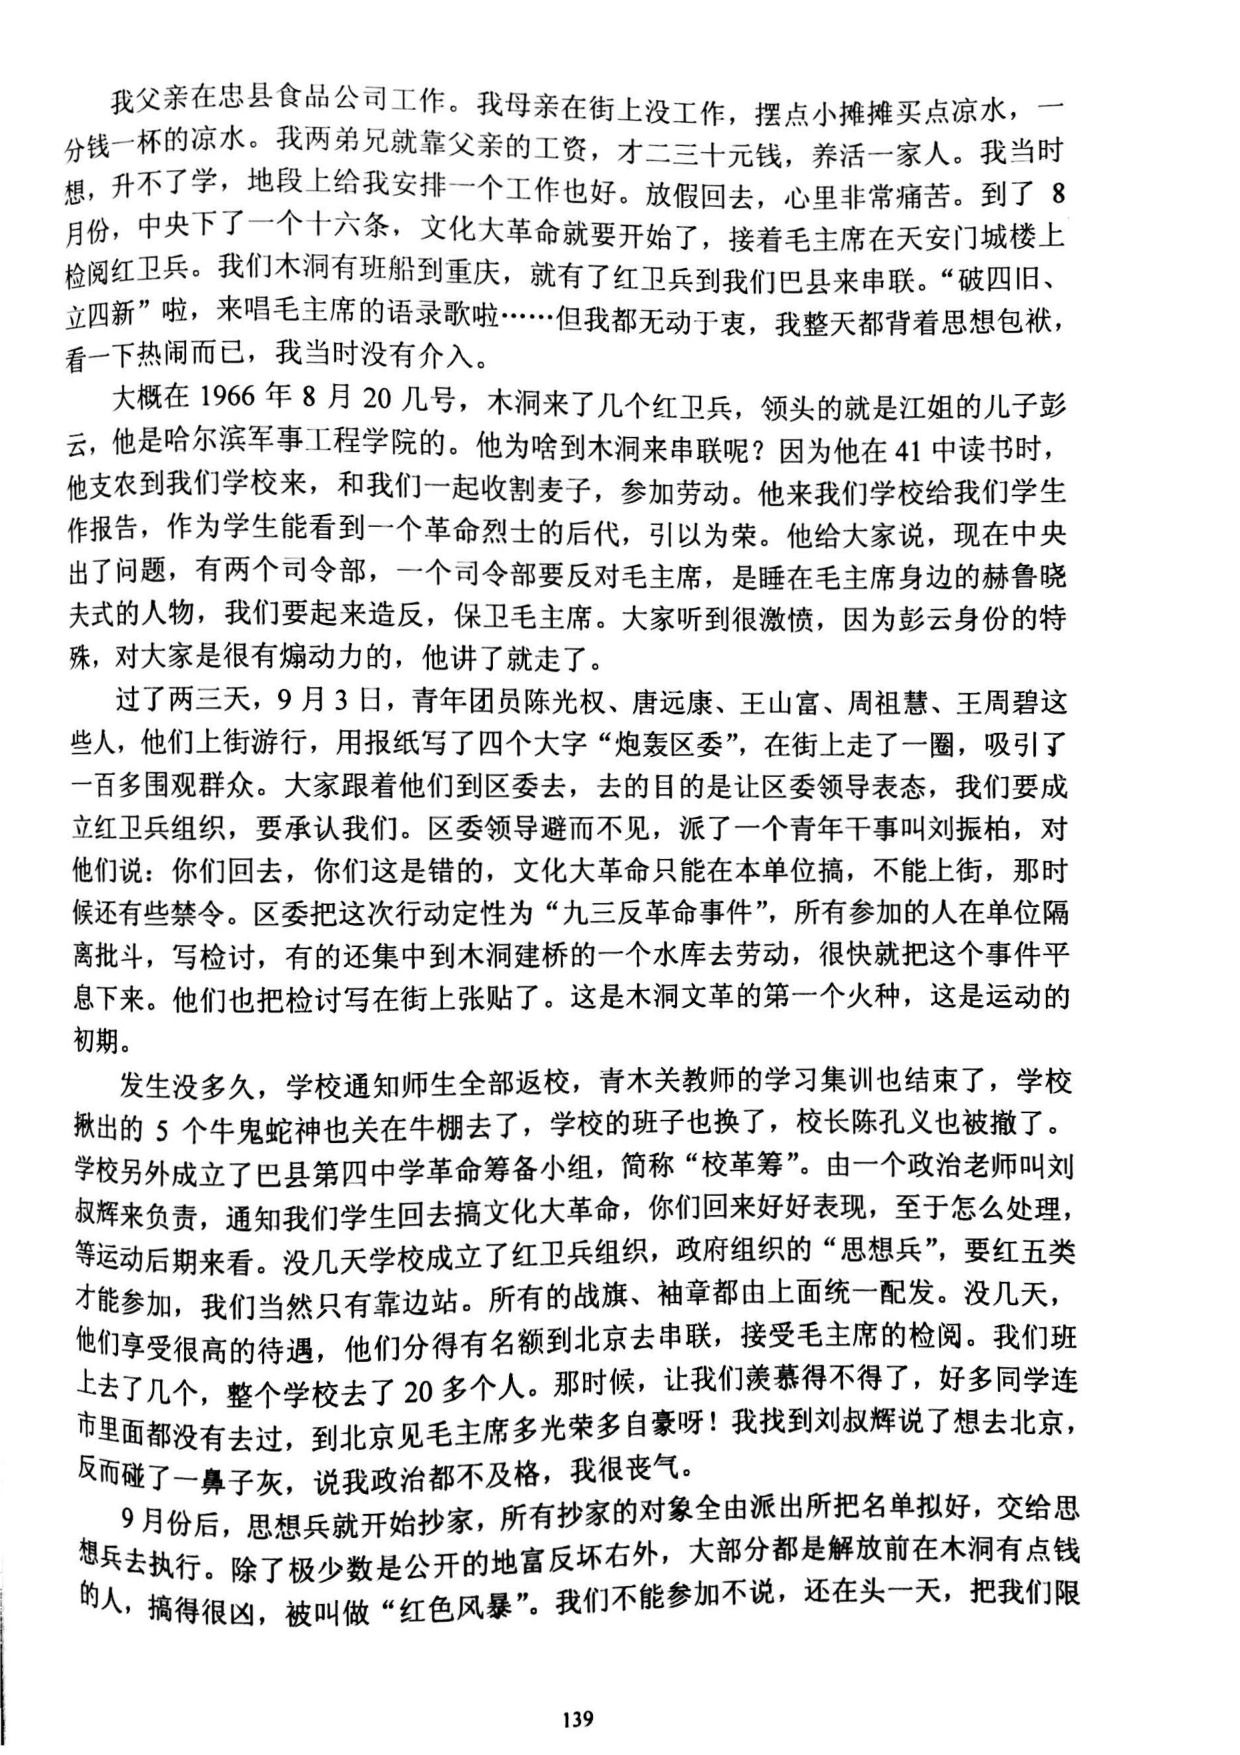 我父亲在忠县食品公司工作。我母亲在街上没工作，摆点小摊摊买点凉水，一
分钱一杯的凉水。我两弟兄就靠父亲的工资，才二三十元钱，养活一家人。我当时
想，升不了学，地段上给我安排一个工作也好。放假回去，心里非常痛苦。到了 8
月份，中央下了一个十六条，文化大革命就要开始了，接着毛主席在天安门城楼上
检阅红卫兵。我们木洞有班船到重庆，就有了红卫兵到我们巴县来串联。“破四旧、
立四新”啦，来唱毛主席的语录歌啦……但我都无动于衷，我整天都背着思想包袱，
看一下热闹而已，我当时没有介入。
大概在 1966 年 8 月 20 几号，木洞来了几个红卫兵，领头的就是江姐的儿子彭
云，他是哈尔滨军事工程学院的。他为啥到木洞来串联呢？因为他在 41 中读书时，
他支农到我们学校来，和我们一起收割麦子，参加劳动。他来我们学校给我们学生
作报告，作为学生能看到一个革命烈士的后代，引以为荣。他给大家说，现在中央
出了问题，有两个司令部，一个司令部要反对毛主席，是睡在毛主席身边的赫鲁晓
夫式的人物，我们要起来造反，保卫毛主席。大家听到很激愤，因为彭云身份的特
殊，对大家是很有煽动力的，他讲了就走了。
过了两三天，9 月 3 日，青年团员陈光权、唐远康、王山富、周祖慧、王周碧这
些人，他们上街游行，用报纸写了四个大字“炮轰区委”，在街上走了一圈，吸引了
一百多围观群众。大家跟着他们到区委去，去的目的是让区委领导表态，我们要成
立红卫兵组织，要承认我们。区委领导避而不见，派了一个青年干事叫刘振柏，对
他们说：你们回去，你们这是错的，文化大革命只能在本单位搞，不能上街，那时
候还有些禁令。区委把这次行动定性为“九三反革命事件”，所有参加的人在单位隔
离批斗，写检讨，有的还集中到木洞建桥的一个水库去劳动，很快就把这个事件平
息下来。他们也把检讨写在街上张贴了。这是木洞文革的第一个火种，这是运动的
初期。
发生没多久，学校通知师生全部返校，青木关教师的学习集训也结束了，学校
揪出的 5 个牛鬼蛇神也关在牛棚去了，学校的班子也换了，校长陈孔义也被撤了。
学校另外成立了巴县第四中学革命筹备小组，简称“校革筹”。由一个政治老师叫刘
叔辉来负责，通知我们学生回去搞文化大革命，你们回来好好表现，至于怎么处理，
等运动后期来看。没几天学校成立了红卫兵组织，政府组织的“思想兵”，要红五类
才能参加，我们当然只有靠边站。所有的战旗、袖章都由上面统一配发。没几天，
他们享受很高的待遇，他们分得有名额到北京去串联，接受毛主席的检阅。我们班
上去了几个，整个学校去了 20 多个人。那时候，让我们羡慕得不得了，好多同学连
市里面都没有去过，到北京见毛主席多光荣多自豪呀！我找到刘叔辉说了想去北京，
反而碰了一鼻子灰，说我政治都不及格，我很丧气。
9 月份后，思想兵就开始抄家，所有抄家的对象全由派出所把名单拟好，交给思
想兵去执行。除了极少数是公开的地富反坏右外，大部分都是解放前在木洞有点钱
的人，搞得很凶，被叫做“红色风暴”。我们不能参加不说，还在头一天，把我们限
139